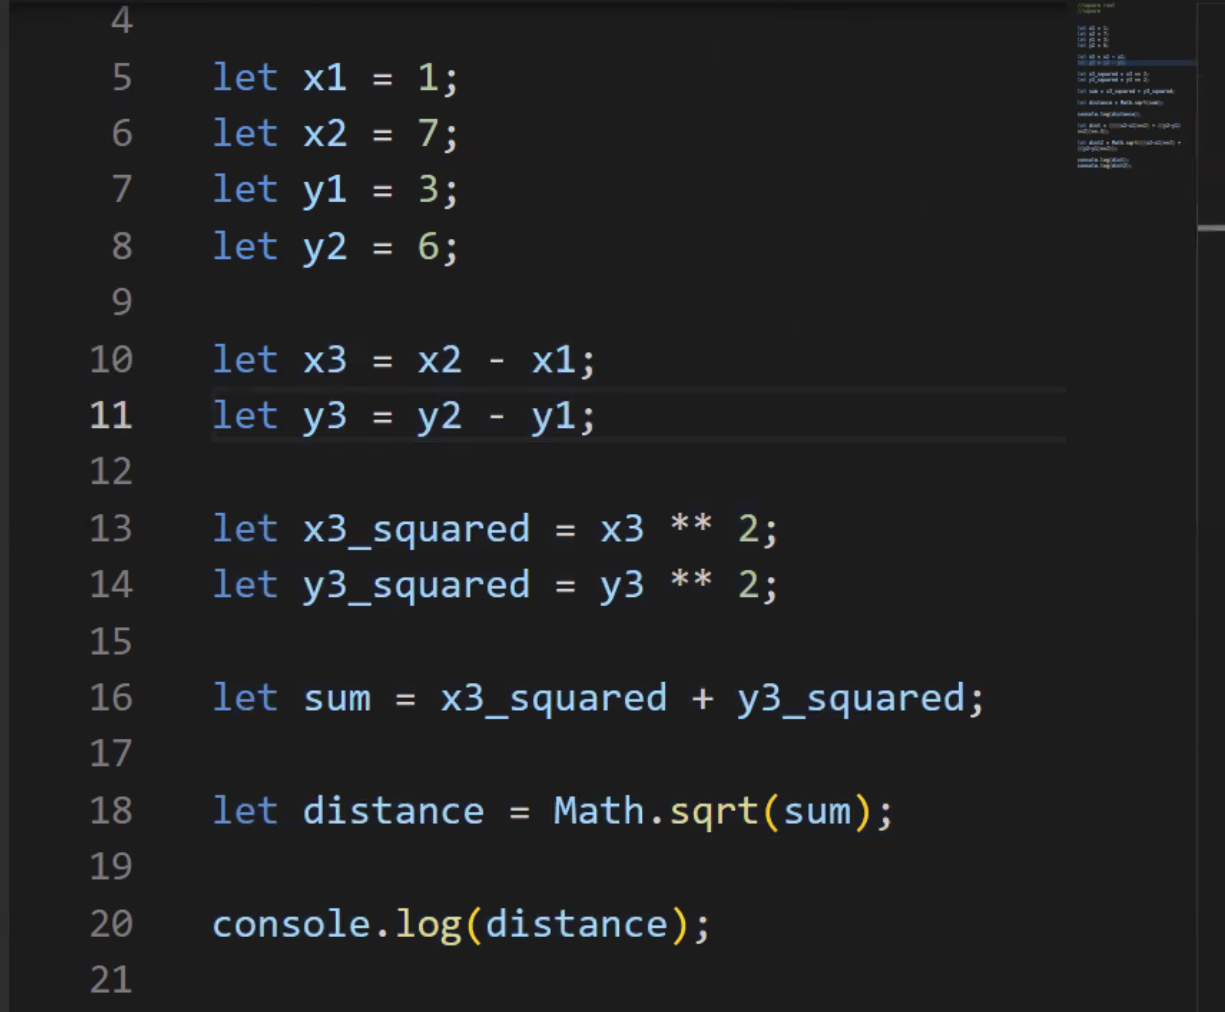 4
5 let x1 = 1;
6 let x2 = 7;
7 let y1 = 3;
8 let y2 = 6;
9
10 let x3 = x2 - x1;
11 let y3 = y2 - y1;
12
13 let x3_squared = x3 ** 2;
14 let y3_squared = y3 ** 2;
15
16 let sum = x3_squared + y3_squared;
17
18 let distance = Math.sqrt(sum);
19
20 console.log(distance);
21